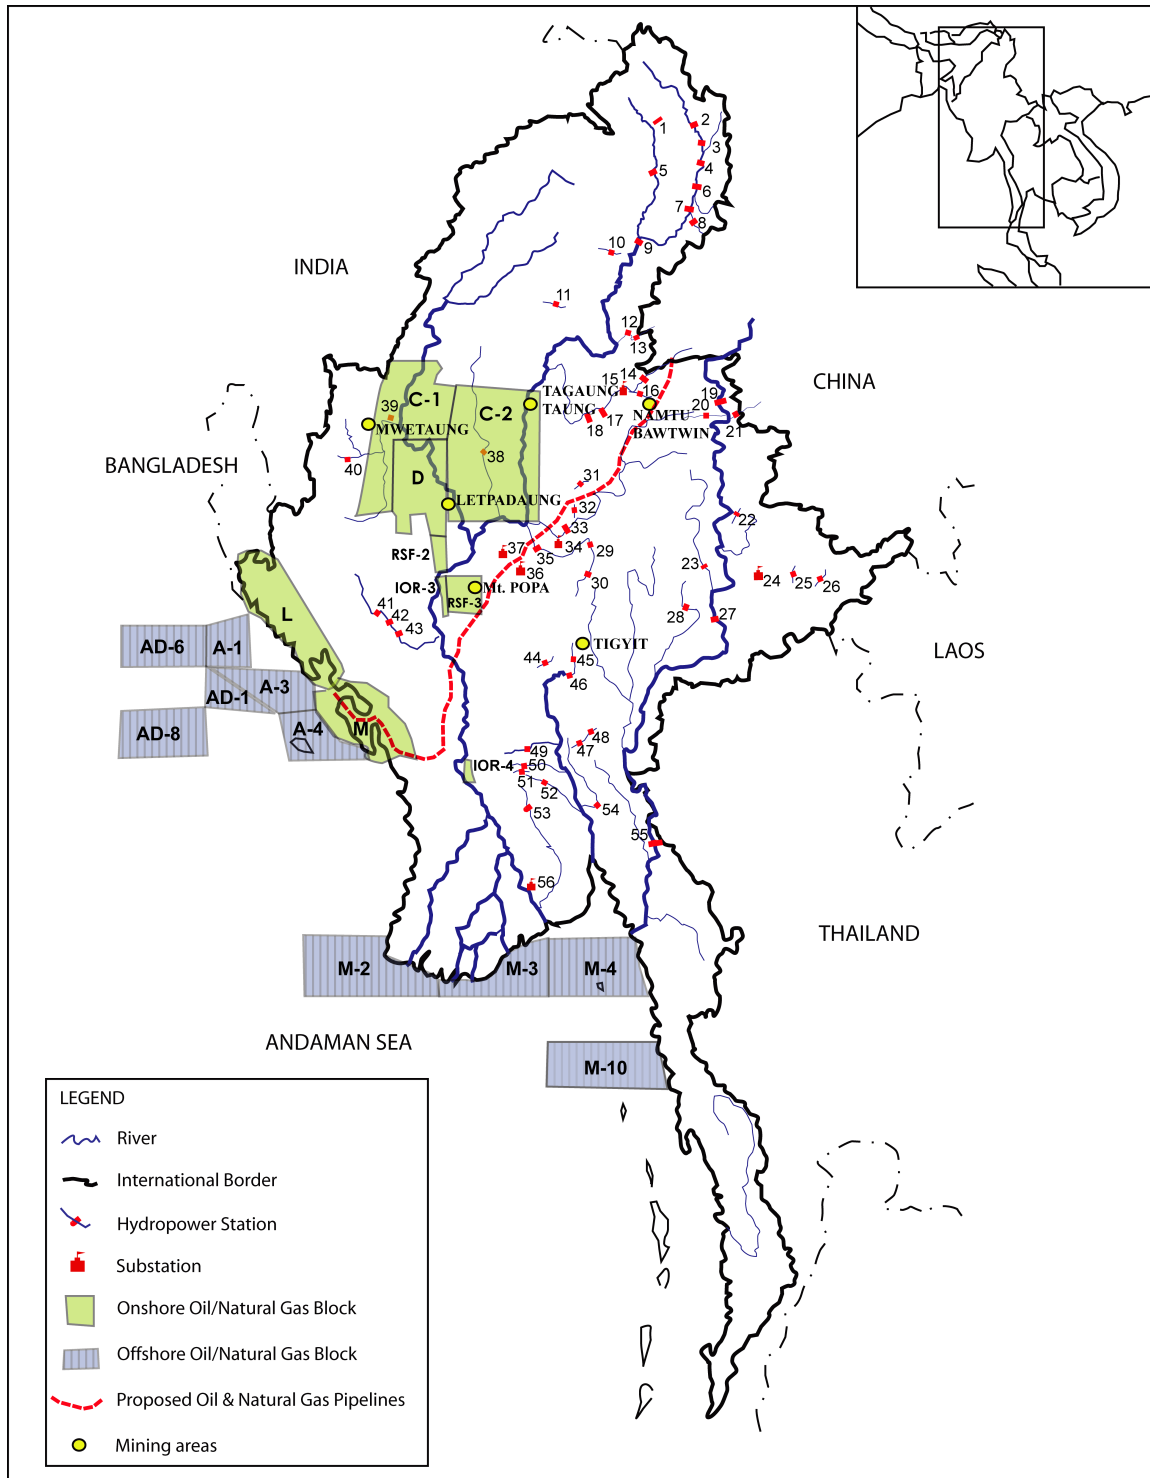 1
2
3
4
5
6
7
8
9
10
INDIA
11
12
13
CHINA
14
15
16
TAGAUNG
TAUNG
17
18
NAMTU
BAWTWIN
19
20
21
C-1
C-2
39
MWETAUNG
38
40
BANGLADESH
D
LETPADAUNG
31
32
33
34
35
36
37
22
23
24
25
26
27
28
29
30
RSF-2
IOR-3
RSF-3
Mt. POPA
41
42
43
L
AD-6
A-1
AD-1
A-3
AD-8
A-4
M
TIGYIT
LAOS
44
45
46
47
48
49
IOR-4
50
51
52
53
54
55
56
THAILAND
M-2
M-3
M-4
ANDAMAN SEA
M-10
LEGEND
River
International Border
Hydropower Station
Substation
Onshore Oil/Natural Gas Block
Offshore Oil/Natural Gas Block
Proposed Oil & Natural Gas Pipelines
Mining areas